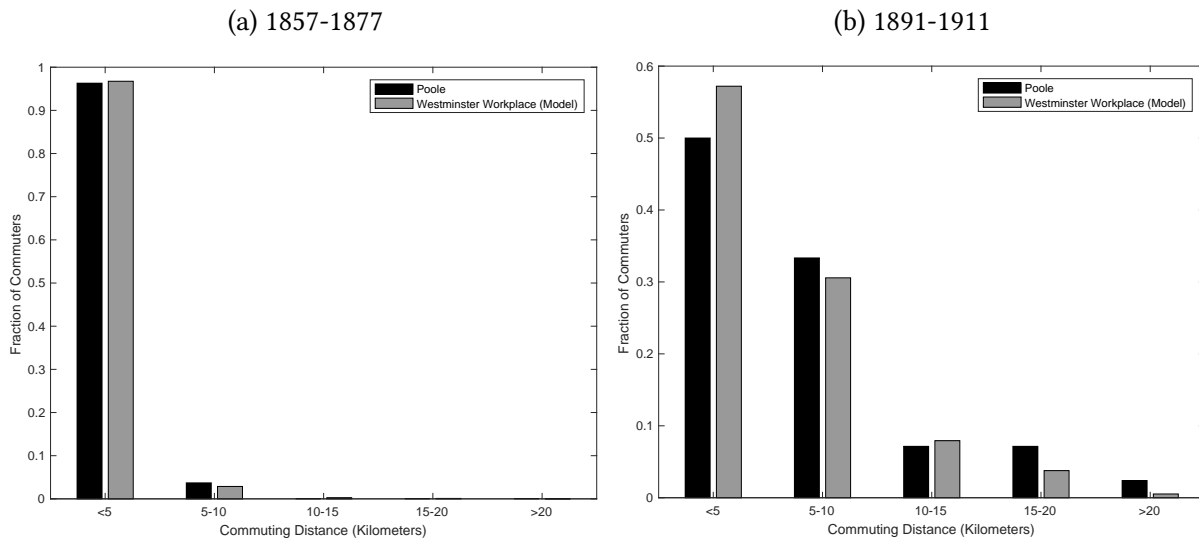 (a) 1857-1877
1
0.9
0.8
0.7
0.6
0.5
0.4
0.3
0.2
0.1
0
Fraction of Commuters
Poole
Westminster Workplace (Model)
<5 5-10 10-15 15-20 >20
Commuting Distance (Kilometers)
(b) 1891-1911
0.6
0.5
0.4
0.3
0.2
0.1
0
Fraction of Commuters
Poole
Westminster Workplace (Model)
<5 5-10 10-15 15-20 >20
Commuting Distance (Kilometers)